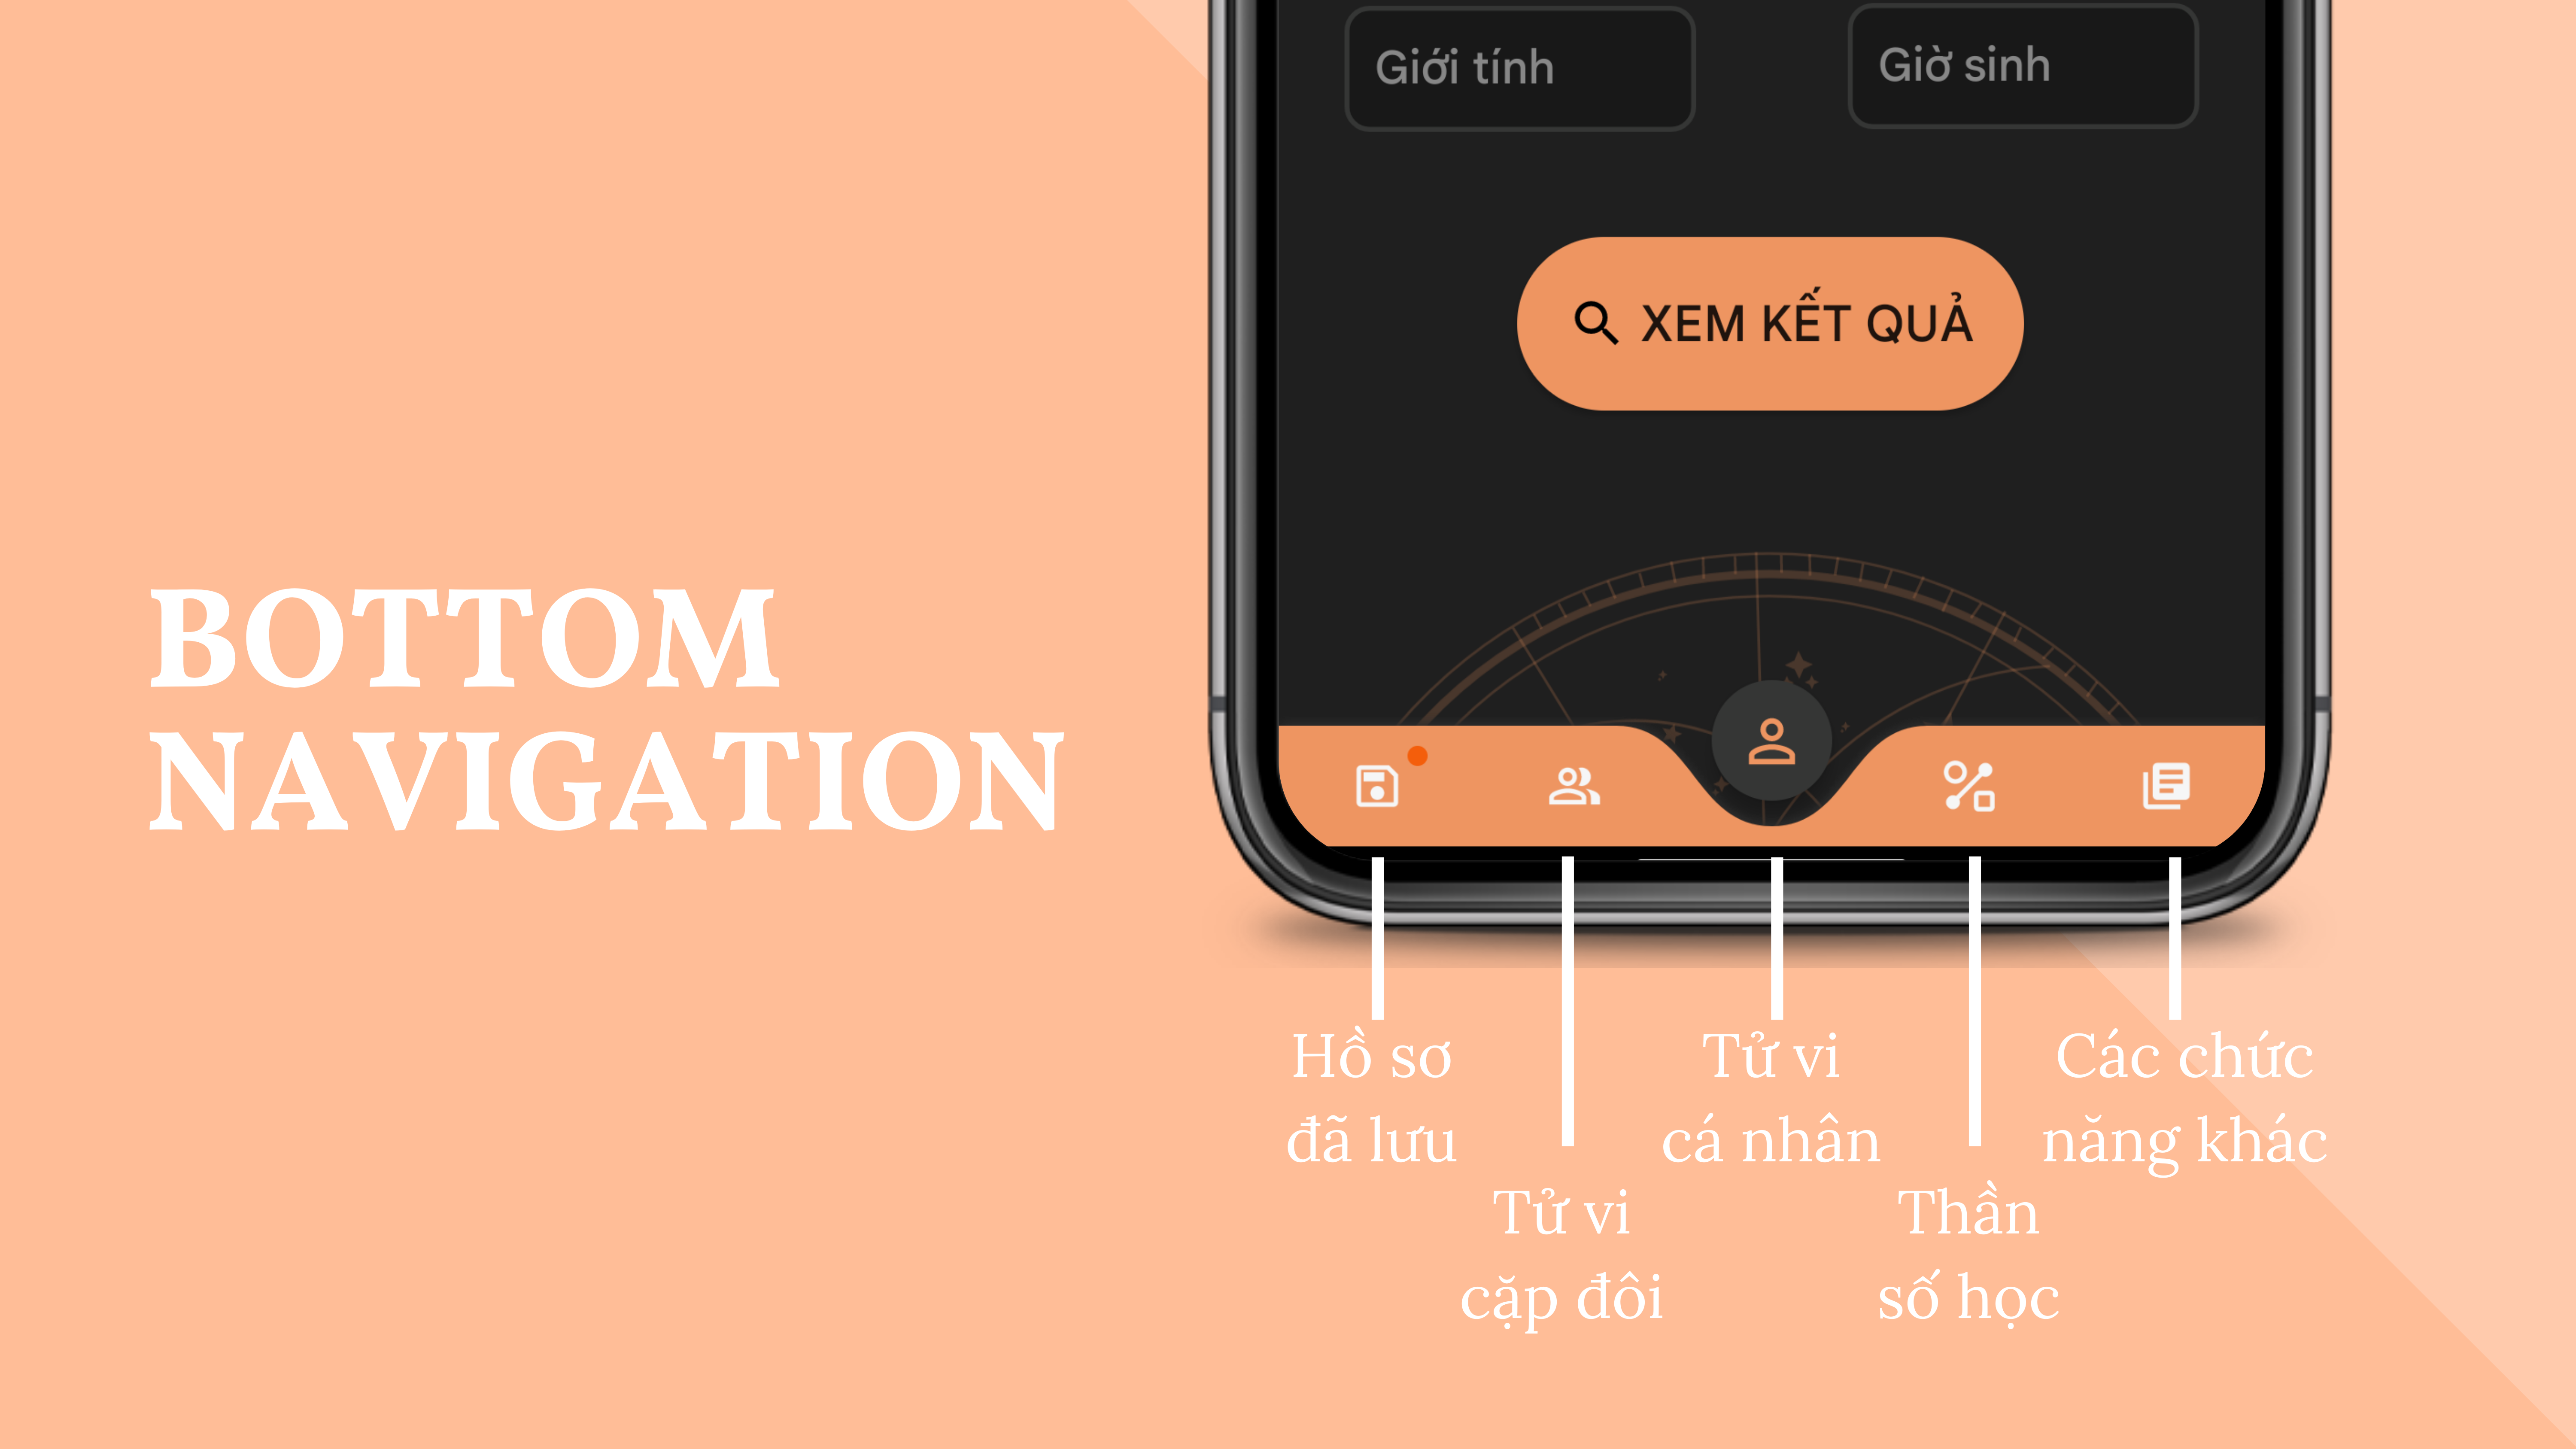 Giới tính
Giờ sinh
XEM KẾT QUẢ
BOTTOM
NAVIGATION
Hồ sơ
đã lưu
Tử vi
cặp đôi
Tử vi
cá nhân
Thần
số học
Các chức
năng khác